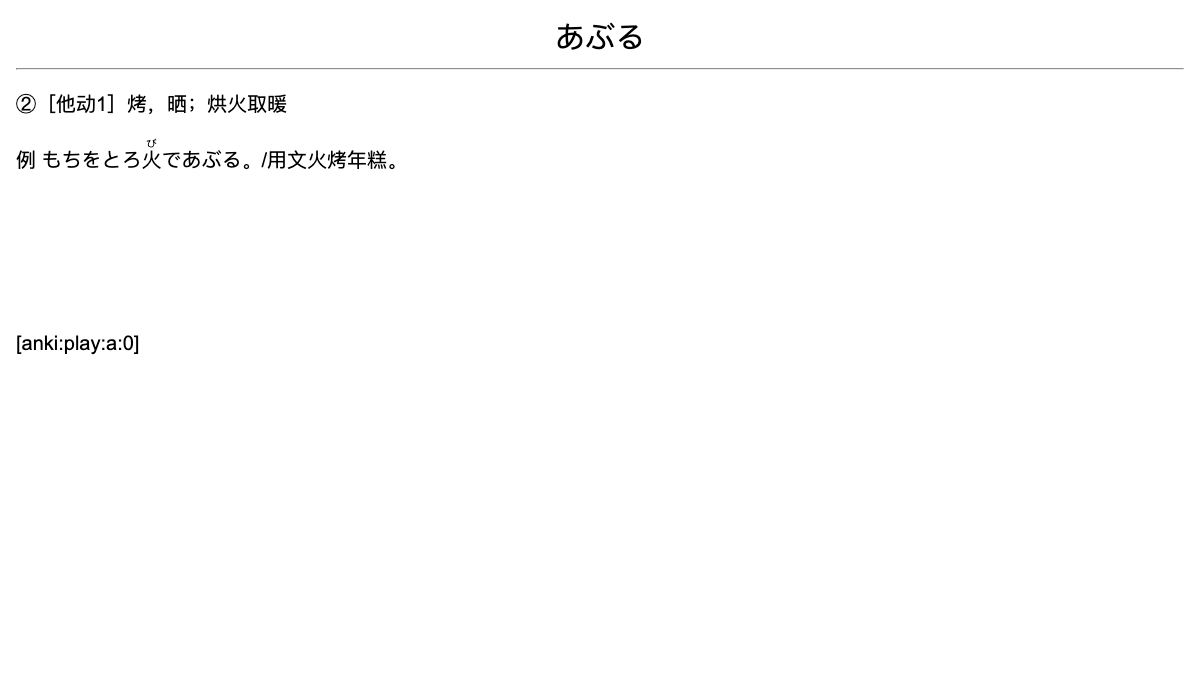 あぶる
②［他动1］烤，晒；烘火取暖
例 もちをとろ火であぶる。/用文火烤年糕。
び
[anki:play:a:0]